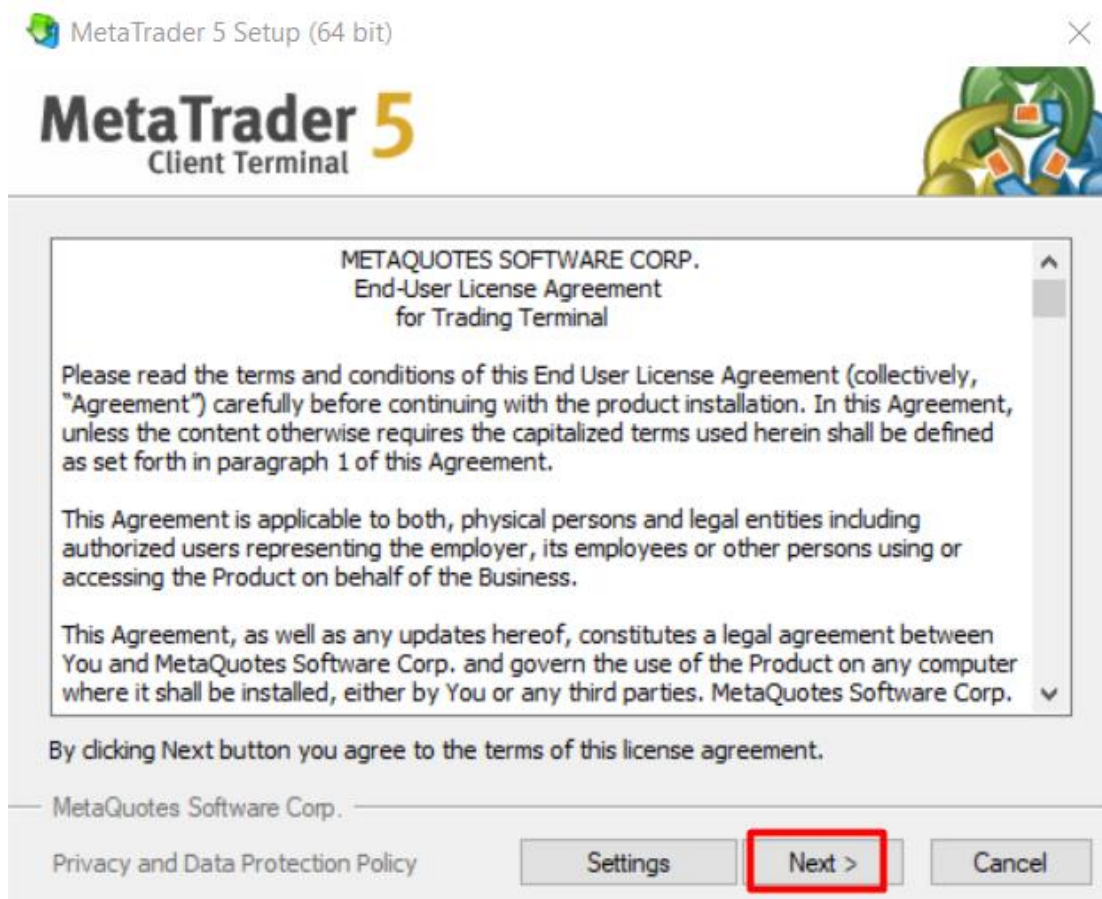 MetaTrader 5 Setup (64 bit)
MetaTrader 5
Client Terminal
METAQUOTES SOFTWARE CORP.
End-User License Agreement
for Trading Terminal
Please read the terms and conditions of this End User License Agreement (collectively,
"Agreement") carefully before continuing with the product installation. In this Agreement,
unless the content otherwise requires the capitalized terms used herein shall be defined
as set forth in paragraph 1 of this Agreement.
This Agreement is applicable to both, physical persons and legal entities including
authorized users representing the employer, its employees or other persons using or
accessing the Product on behalf of the Business.
This Agreement, as well as any updates hereof, constitutes a legal agreement between
You and MetaQuotes Software Corp. and govern the use of the Product on any computer
where it shall be installed, either by You or any third parties. MetaQuotes Software Corp.
By clicking Next button you agree to the terms of this license agreement.
MetaQuotes Software Corp.
Privacy and Data Protection Policy
Settings
Next >
Cancel